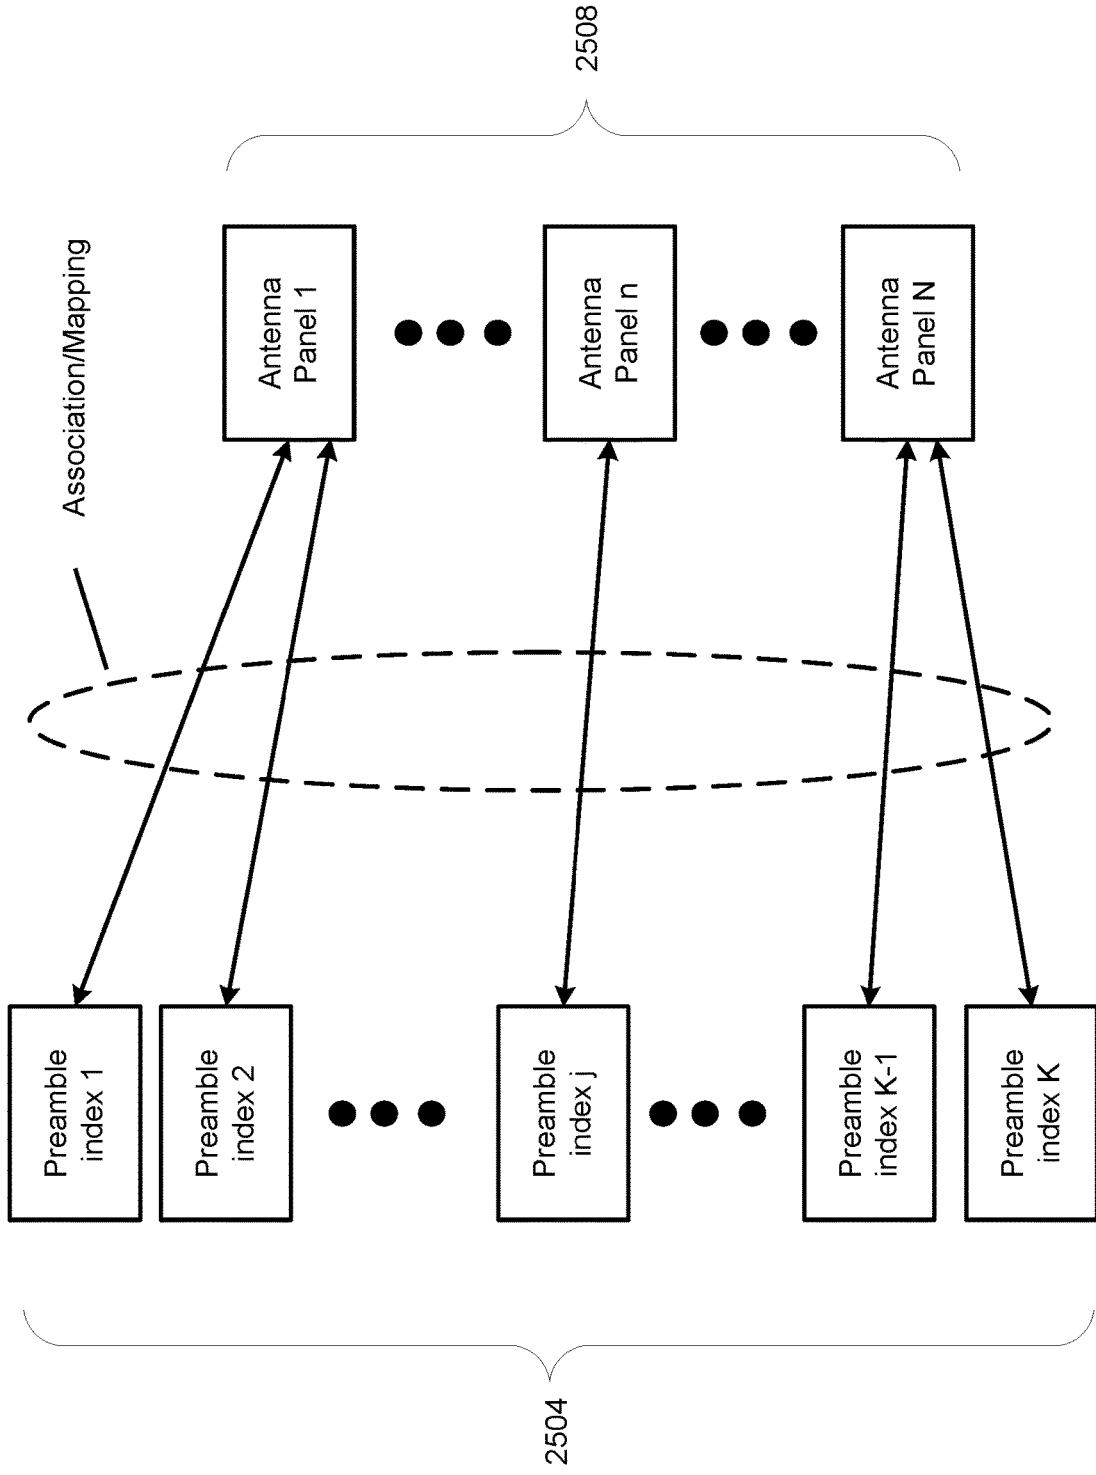 2504
Preamble
index 1
Preamble
index 2
Preamble
index j
Preamble
index K-1
Preamble
index K
Association/Mapping
Antenna
Panel 1
Antenna
Panel n
Antenna
Panel N
2508